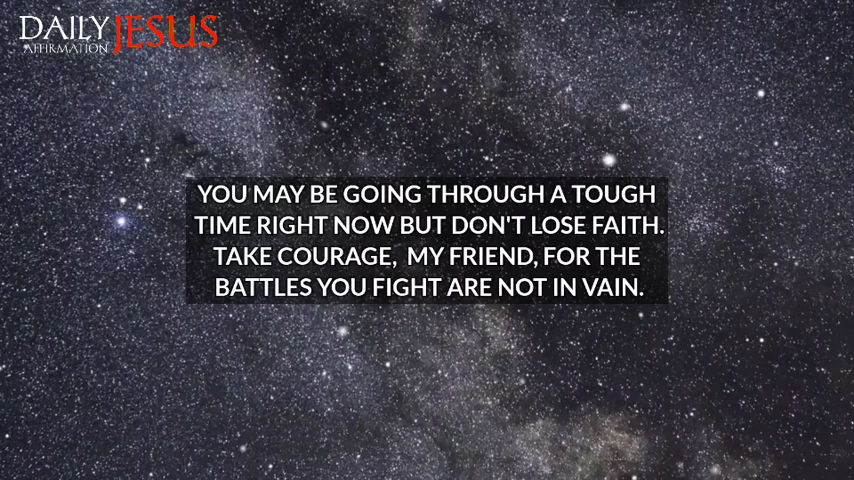 DAILY JESUS
AFFIRMATION
YOU MAY BE GOING THROUGH A TOUGH
TIME RIGHT NOW BUT DON'T LOSE FAITH.
TAKE COURAGE, MY FRIEND, FOR THE
BATTLES YOU FIGHT ARE NOT IN VAIN.